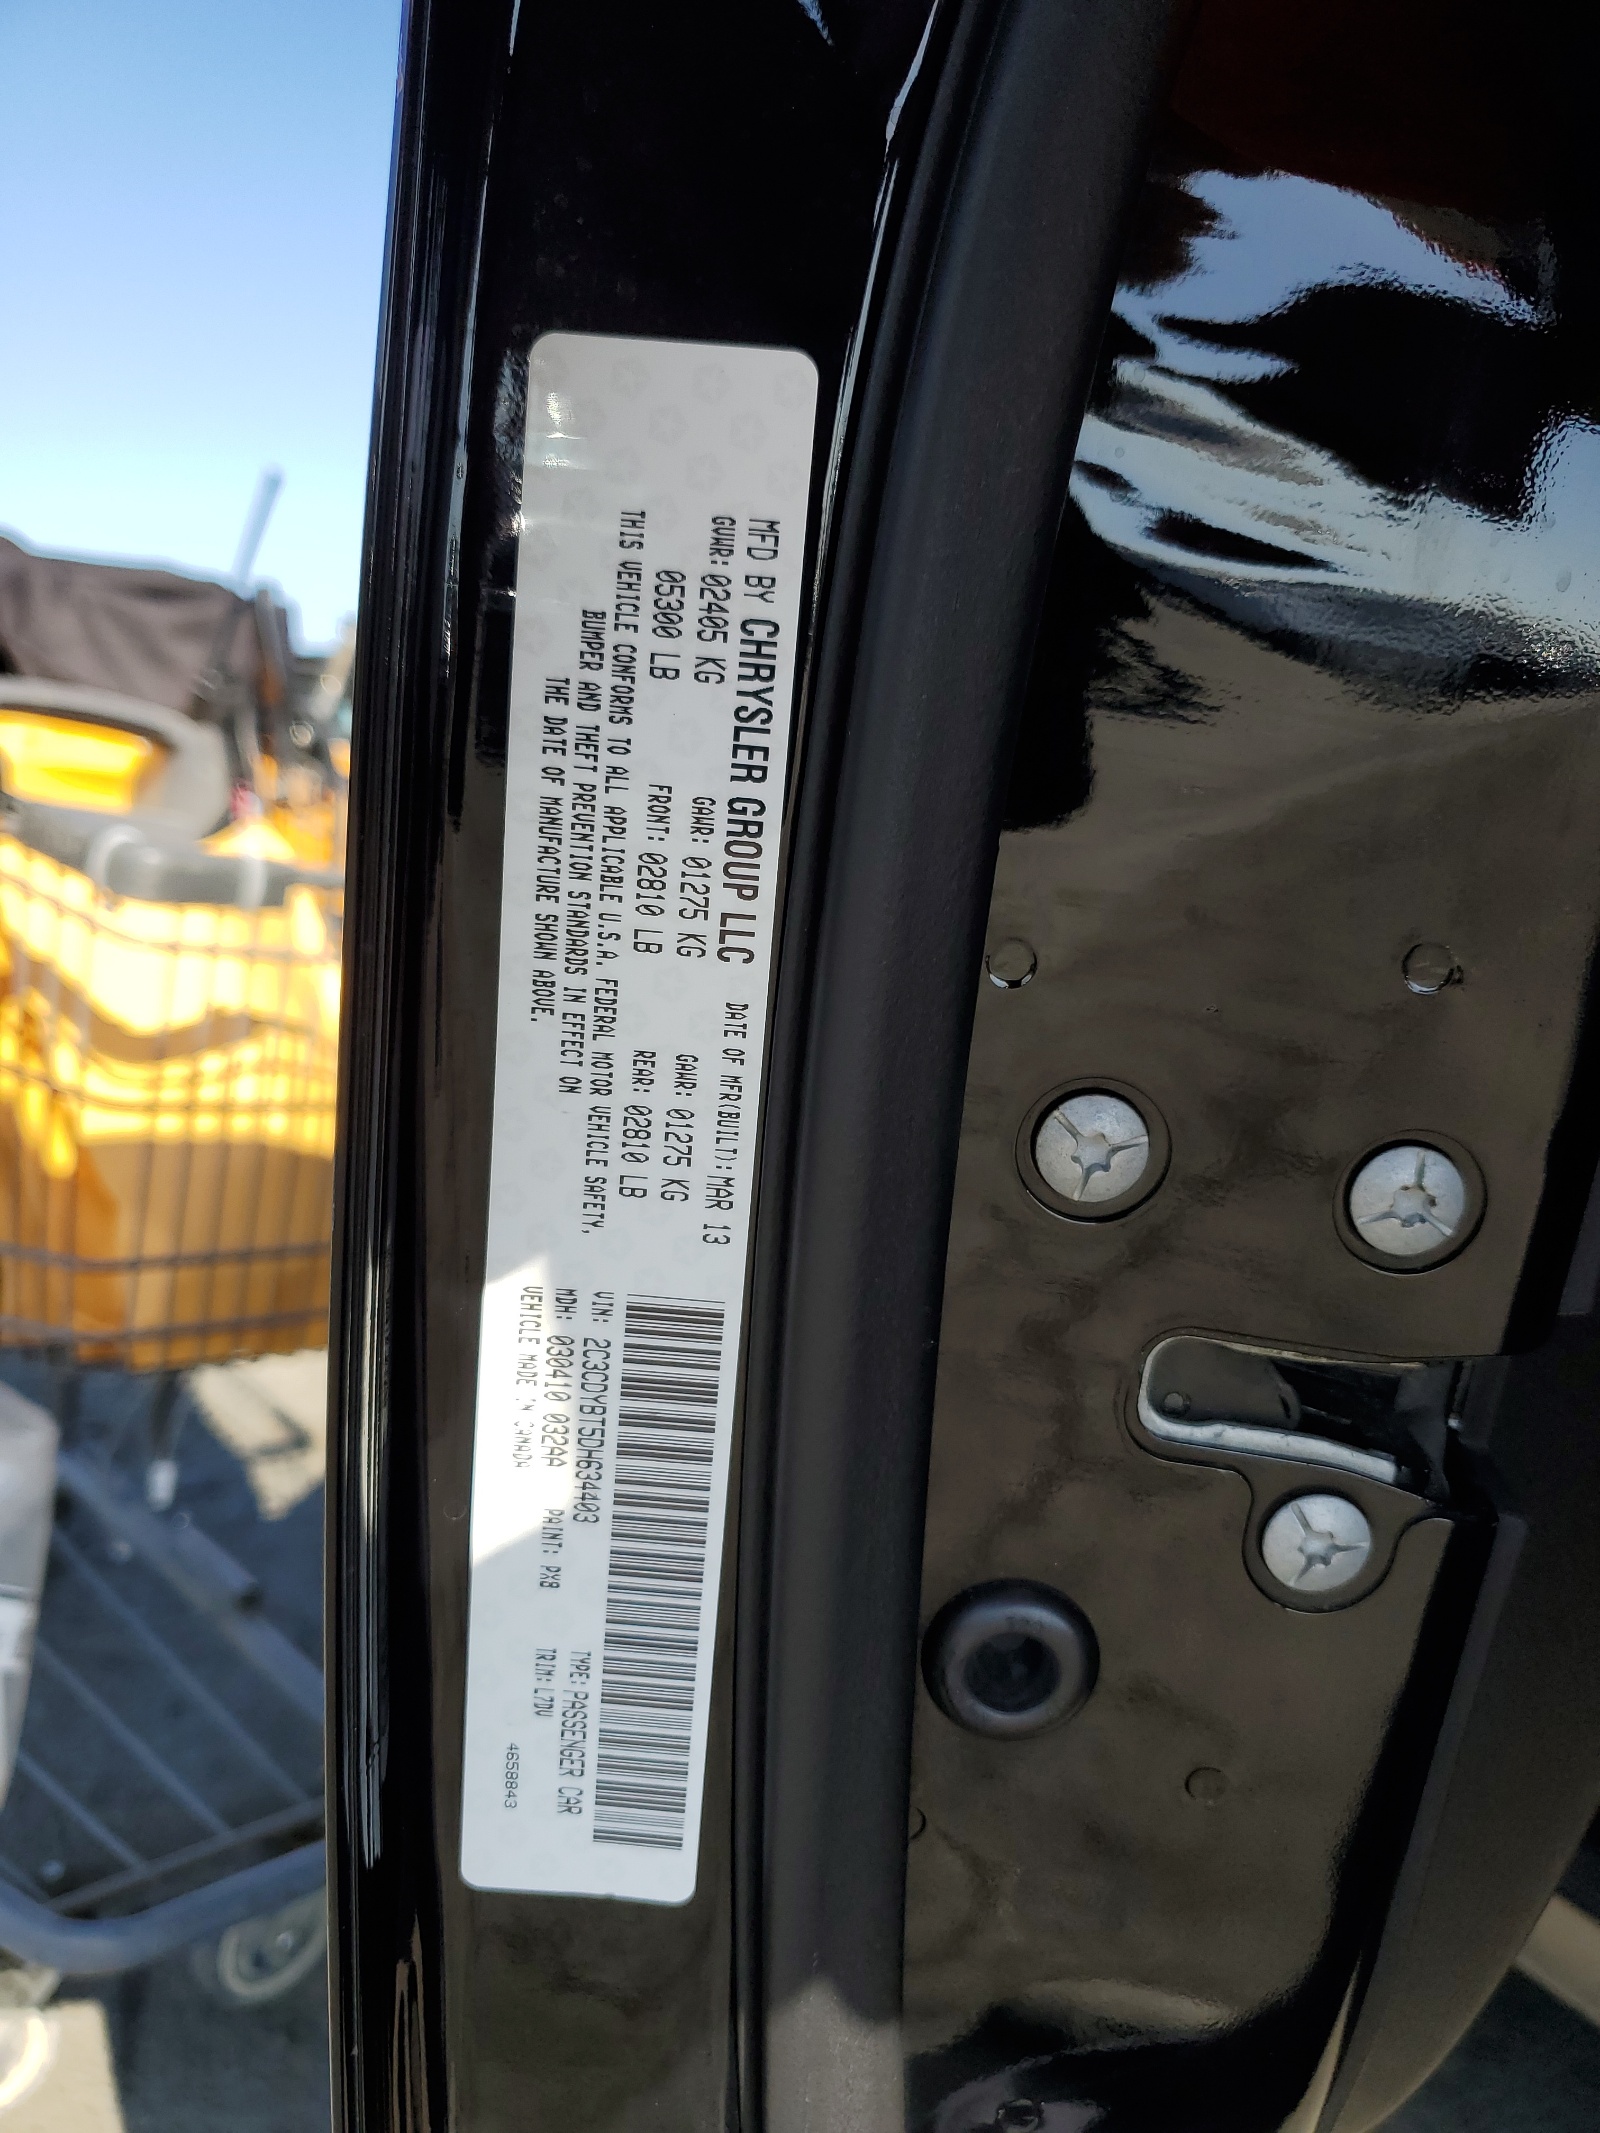 MFD BY CHRYSLER GROUP LLC DATE OF MFR(BUILT):MAR 13
GVWR: 02405 KG GAWR: 01275 KG GAWR: 01275 KG
05300 LB FRONT: 02810 LB REAR: 02810 LB
THIS VEHICLE CONFORMS TO ALL APPLICABLE U.S.A. FEDERAL MOTOR VEHICLE SAFETY,
BUMPER AND THEFT PREVENTION STANDARDS IN EFFECT ON
THE DATE OF MANUFACTURE SHOWN ABOVE.
VIN: 2C3CDYBT5DH634403 TYPE: PASSENGER CAR
MDH: 030410 032AA PAINT: PX8 TRIM: L7DV
VEHICLE MADE IN CANADA 4658843